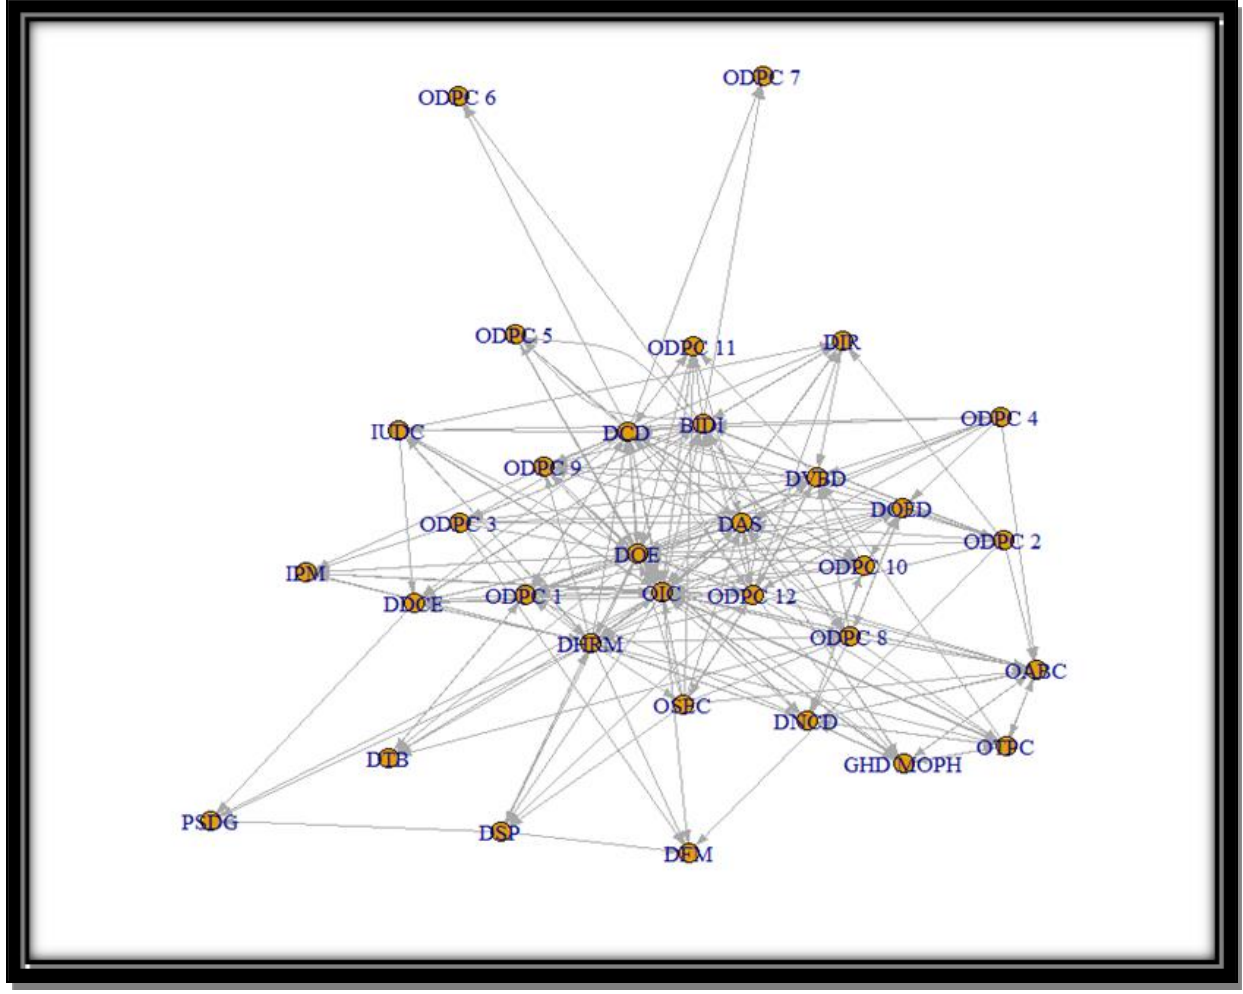 ODPC 7
ODPC 6
ODPC 5
ODPC 11
DIR
ODPC 4
IUDC
DCD
BIDI
ODPC 9
DVBD
DOED
ODPC 3
DAS
ODPC 2
DOE
ODPC 10
IPM
DDCE
ODPC 1
OIC
ODPC 12
DHRM
ODPC 8
OABC
OSEC
DNCD
OTPC
DTB
GHD MOPH
PSDG
DSP
DFM